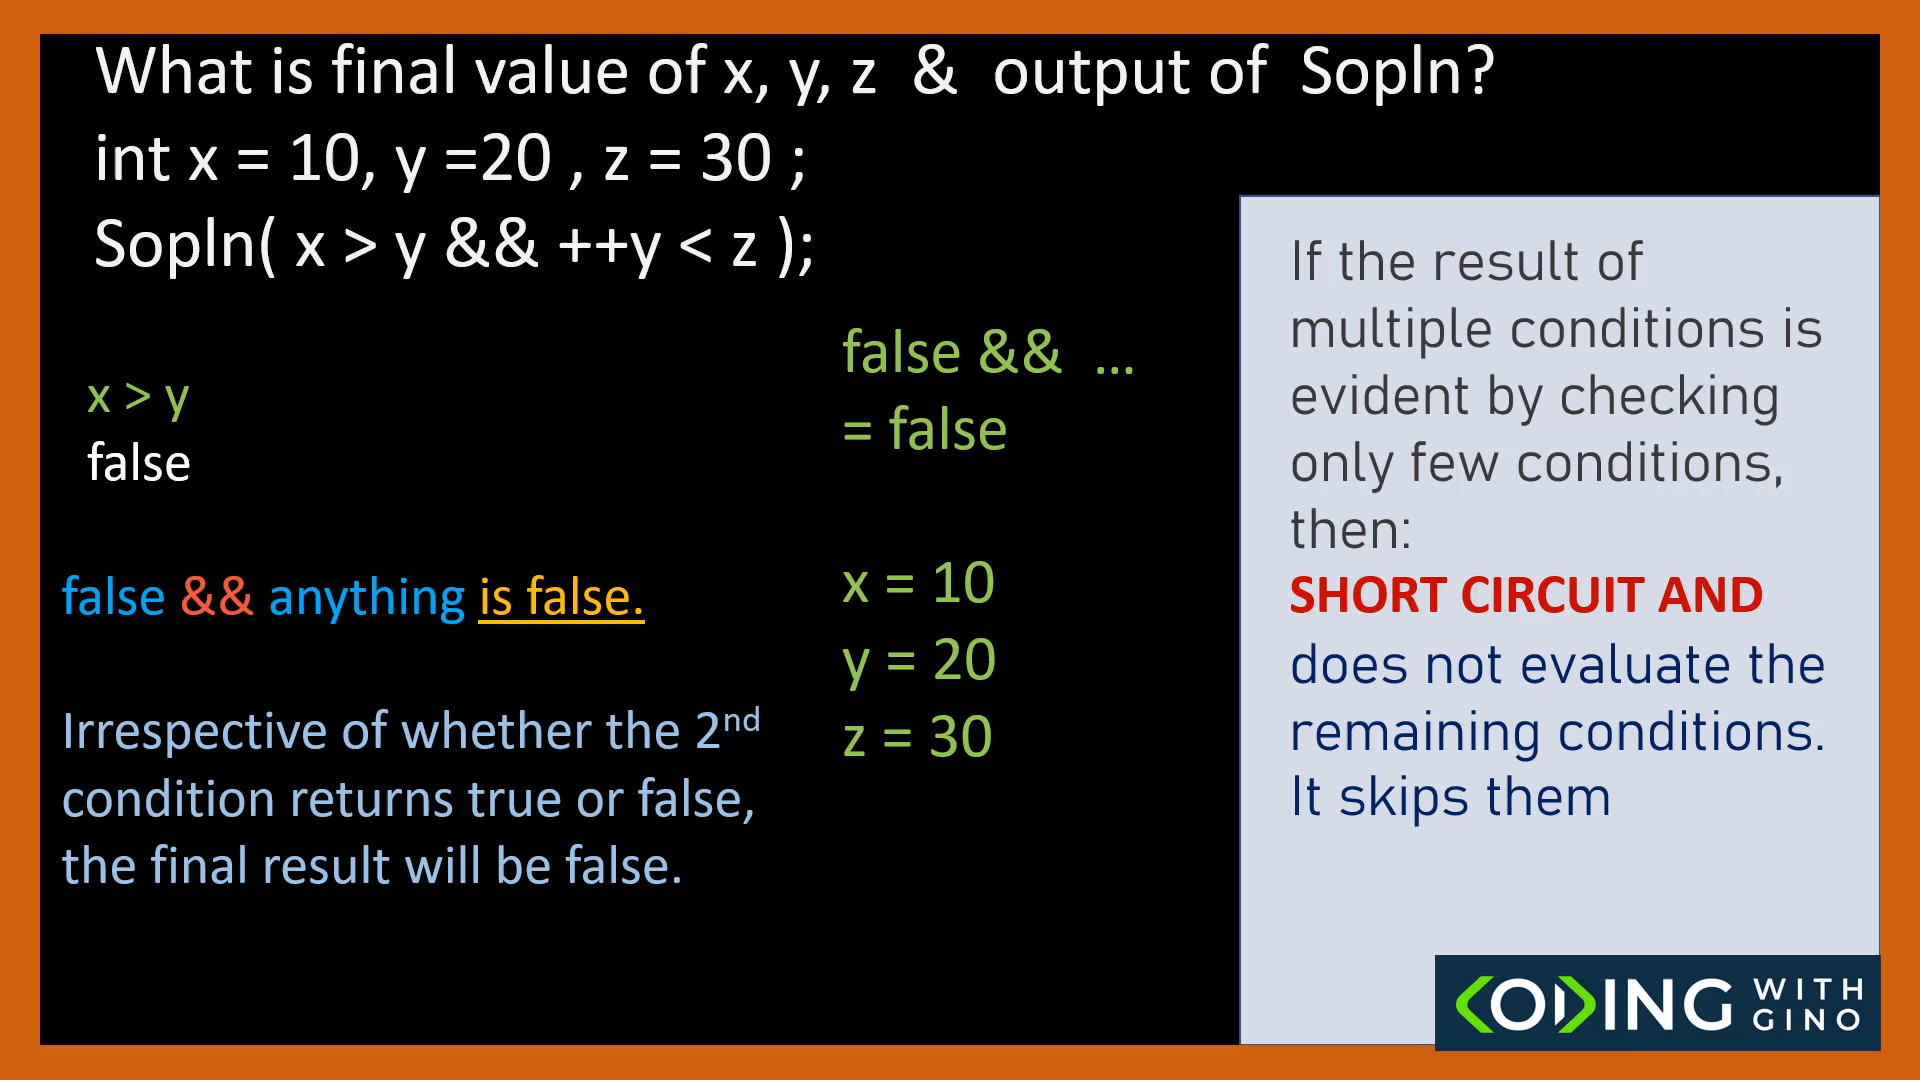 What is final value of x, y, z & output of Sopln?
int x = 10, y =20 , z = 30 ;
Sopln( x > y && ++y < z );
x > y
false
false && anything is false.
Irrespective of whether the 2nd
condition returns true or false,
the final result will be false.
false && ...
= false
x = 10
y = 20
z = 30
If the result of
multiple conditions is
evident by checking
only few conditions,
then:
SHORT CIRCUIT AND
does not evaluate the
remaining conditions.
It skips them
CODING WITH
GINO